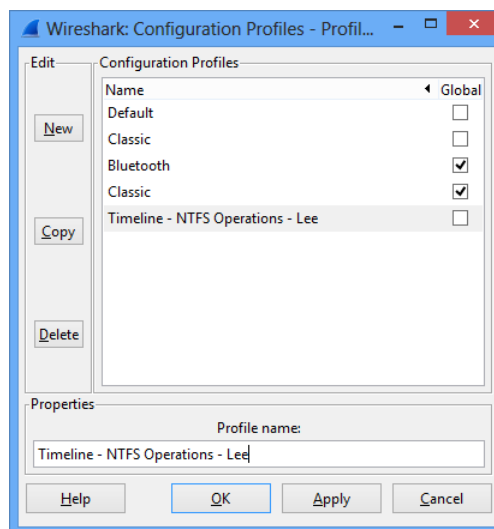 Wireshark: Configuration Profiles - Profil...
Edit
Configuration Profiles
New
Copy
Delete
Name Global
Default
Classic
Bluetooth
Classic
Timeline - NTFS Operations - Lee
Properties
Profile name:
Timeline - NTFS Operations - Lee
Help OK Apply Cancel